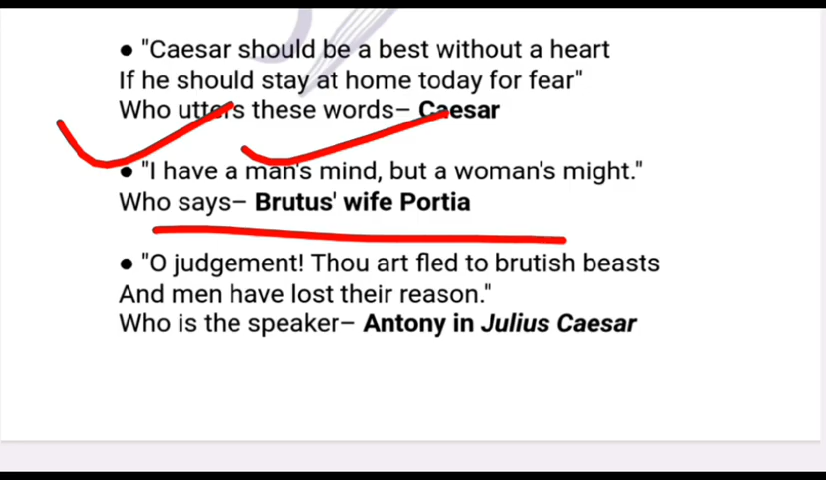 ● "Caesar should be a best without a heart
If he should stay at home today for fear"
Who utters these words– Caesar
● "I have a man's mind, but a woman's might."
Who says– Brutus' wife Portia
● "O judgement! Thou art fled to brutish beasts
And men have lost their reason."
Who is the speaker– Antony in Julius Caesar